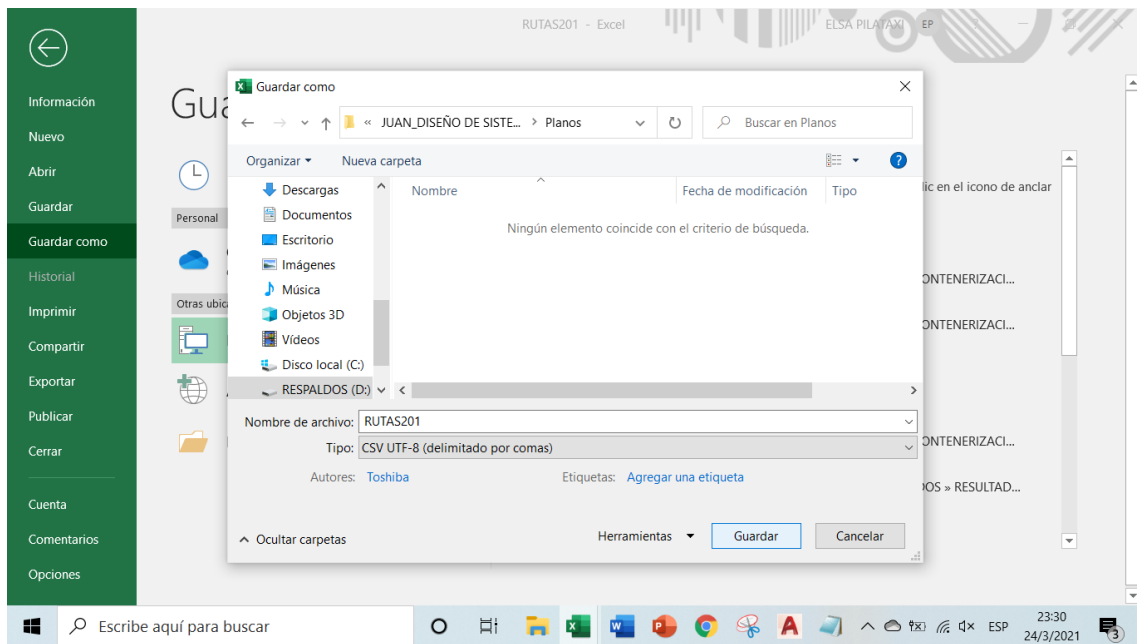 RUTAS201 - Excel
ELSA PILATAXI
EP
Información
Nuevo
Abrir
Guardar
Guardar como
Historial
Imprimir
Compartir
Exportar
Publicar
Cerrar
Cuenta
Comentarios
Opciones
Gua
Personal
Otras ubic
Guardar como
« JUAN_DISEÑO DE SISTE... › Planos
Buscar en Planos
Organizar
Nueva carpeta
Descargas
Documentos
Escritorio
Imágenes
Música
Objetos 3D
Vídeos
Disco local (C:)
RESPALDOS (D:)
Nombre
Fecha de modificación
Tipo
Ningún elemento coincide con el criterio de búsqueda.
Nombre de archivo: RUTAS201
Tipo: CSV UTF-8 (delimitado por comas)
Autores: Toshiba
Etiquetas: Agregar una etiqueta
Ocultar carpetas
Herramientas
Guardar
Cancelar
lic en el icono de anclar
ONTENERIZACI...
ONTENERIZACI...
ONTENERIZACI...
OS » RESULTAD...
Escribe aquí para buscar
ESP
23:30
24/3/2021
3